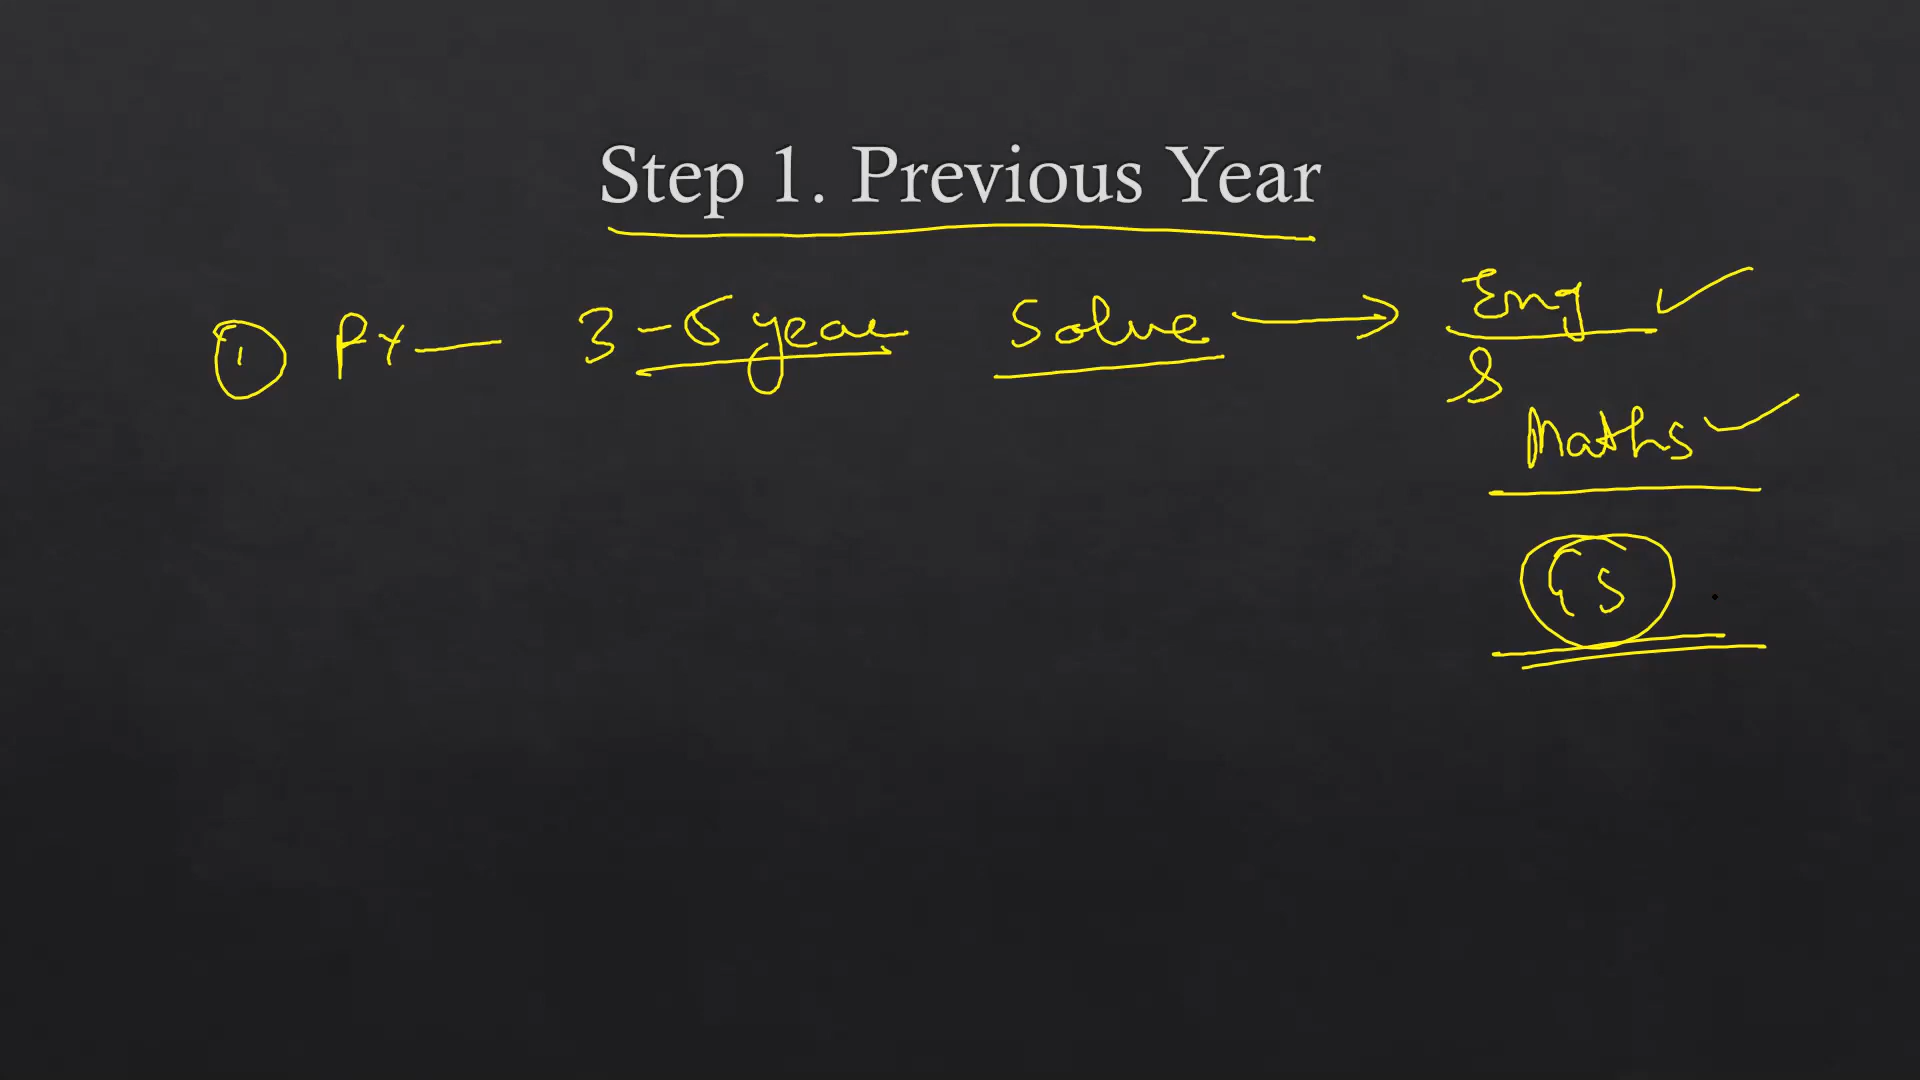 Step 1. Previous Year
① PY — 3-5 year Solve → Eng ✓
&
Maths ✓
GS